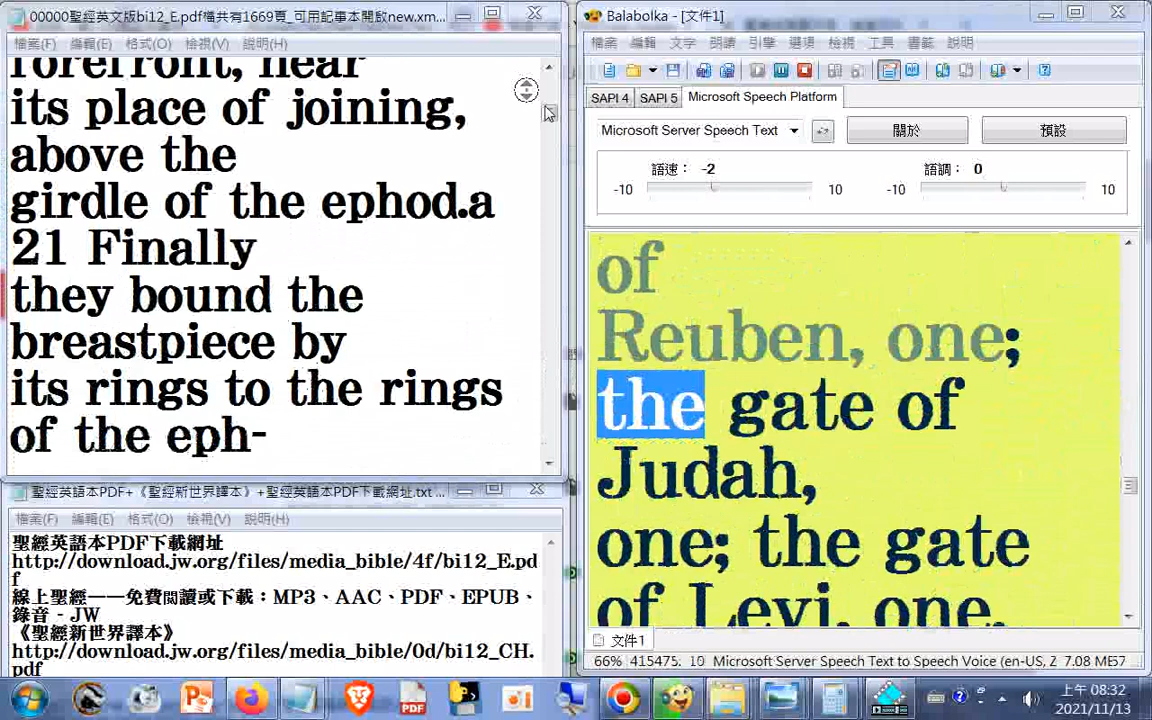 00000聖經英文版bi12_E.pdf檔共有1669頁_可用記事本開啟new.xm...
檔案(F) 編輯(E) 格式(O) 檢視(V) 說明(H)
forefront, near
its place of joining,
above the
girdle of the ephod.a
21 Finally
they bound the
breastpiece by
its rings to the rings
of the eph-
聖經英語本PDF+《聖經新世界譯本》+聖經英語本PDF下載網址.txt ...
檔案(F) 編輯(E) 格式(O) 檢視(V) 說明(H)
聖經英語本PDF下載網址
http://download.jw.org/files/media_bible/4f/bi12_E.pd
f
線上聖經——免費閱讀或下載：MP3、AAC、PDF、EPUB、
錄音 - JW
《聖經新世界譯本》
http://download.jw.org/files/media_bible/0d/bi12_CH.
pdf
Balabolka - [文件1]
檔案 編輯 文字 朗讀 引擎 選項 檢視 工具 書籤 說明
SAPI 4 SAPI 5 Microsoft Speech Platform
Microsoft Server Speech Text 關於 預設
語速： -2 語調： 0
-10 10 -10 10
of
Reuben, one;
the gate of
Judah,
one; the gate
of Levi, one.
文件1
66% 415475: 10 Microsoft Server Speech Text to Speech Voice (en-US, Z 7.08 ME57
上午 08:32
2021/11/13